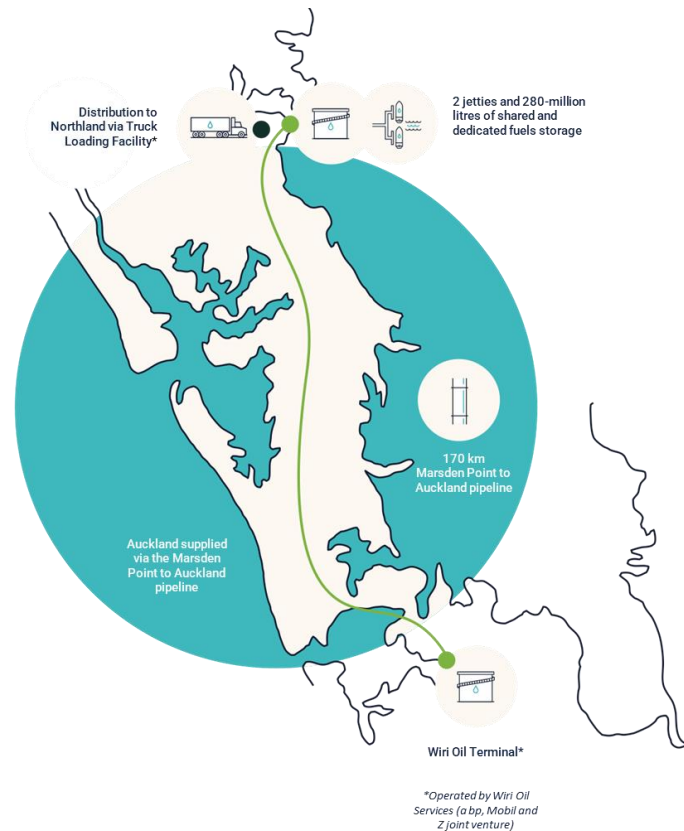 Distribution to
Northland via Truck
Loading Facility*
2 jetties and 280-million
litres of shared and
dedicated fuels storage
170 km
Marsden Point to
Auckland pipeline
Auckland supplied
via the Marsden
Point to Auckland
pipeline
Wiri Oil Terminal*
*Operated by Wiri Oil
Services (a bp, Mobil and
Z joint venture)